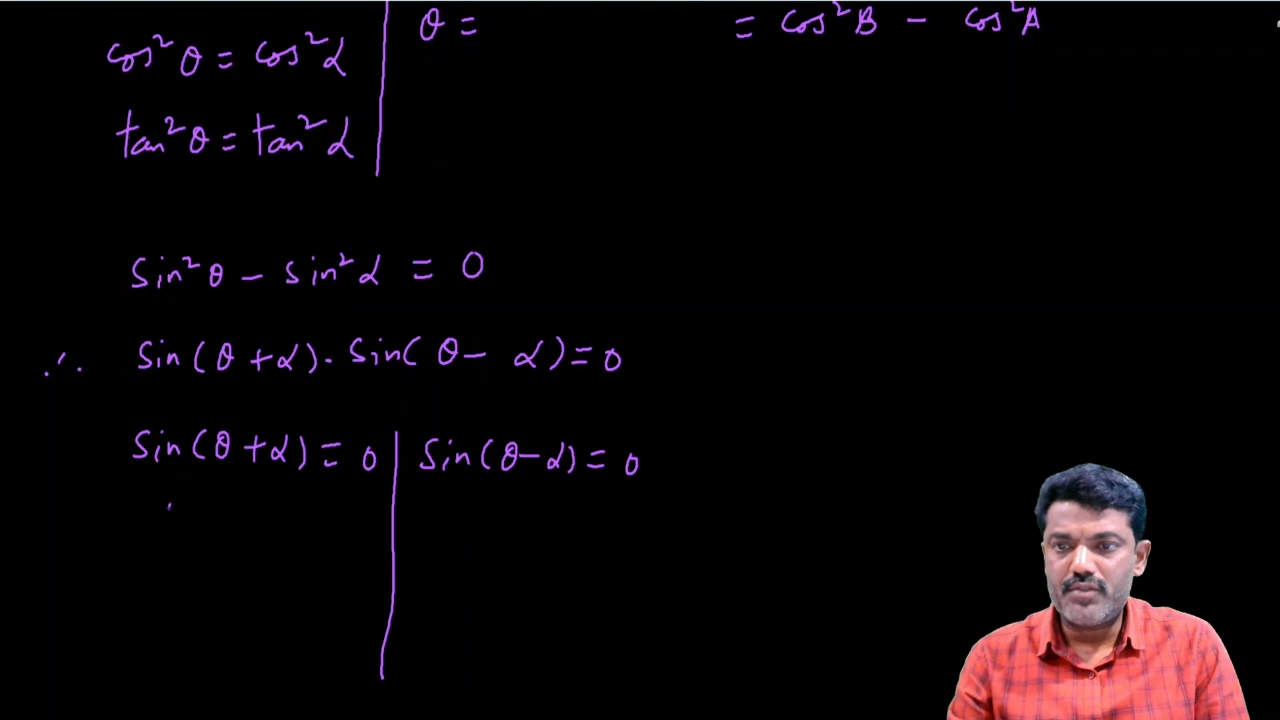 cos²θ = cos²α
tan²θ = tan²α
θ =
= cos²B - cos²A
sin²θ - sin²α = 0
∴ sin(θ + α) · sin(θ - α) = 0
sin(θ + α) = 0
sin(θ - α) = 0